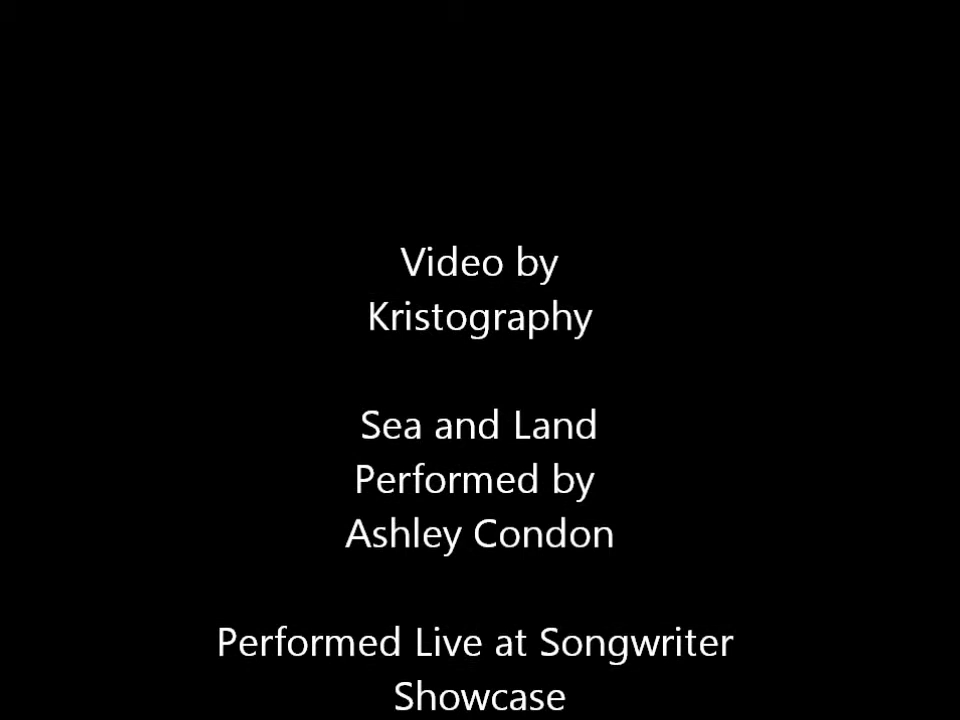 Video by
Kristography
Sea and Land
Performed by
Ashley Condon
Performed Live at Songwriter
Showcase